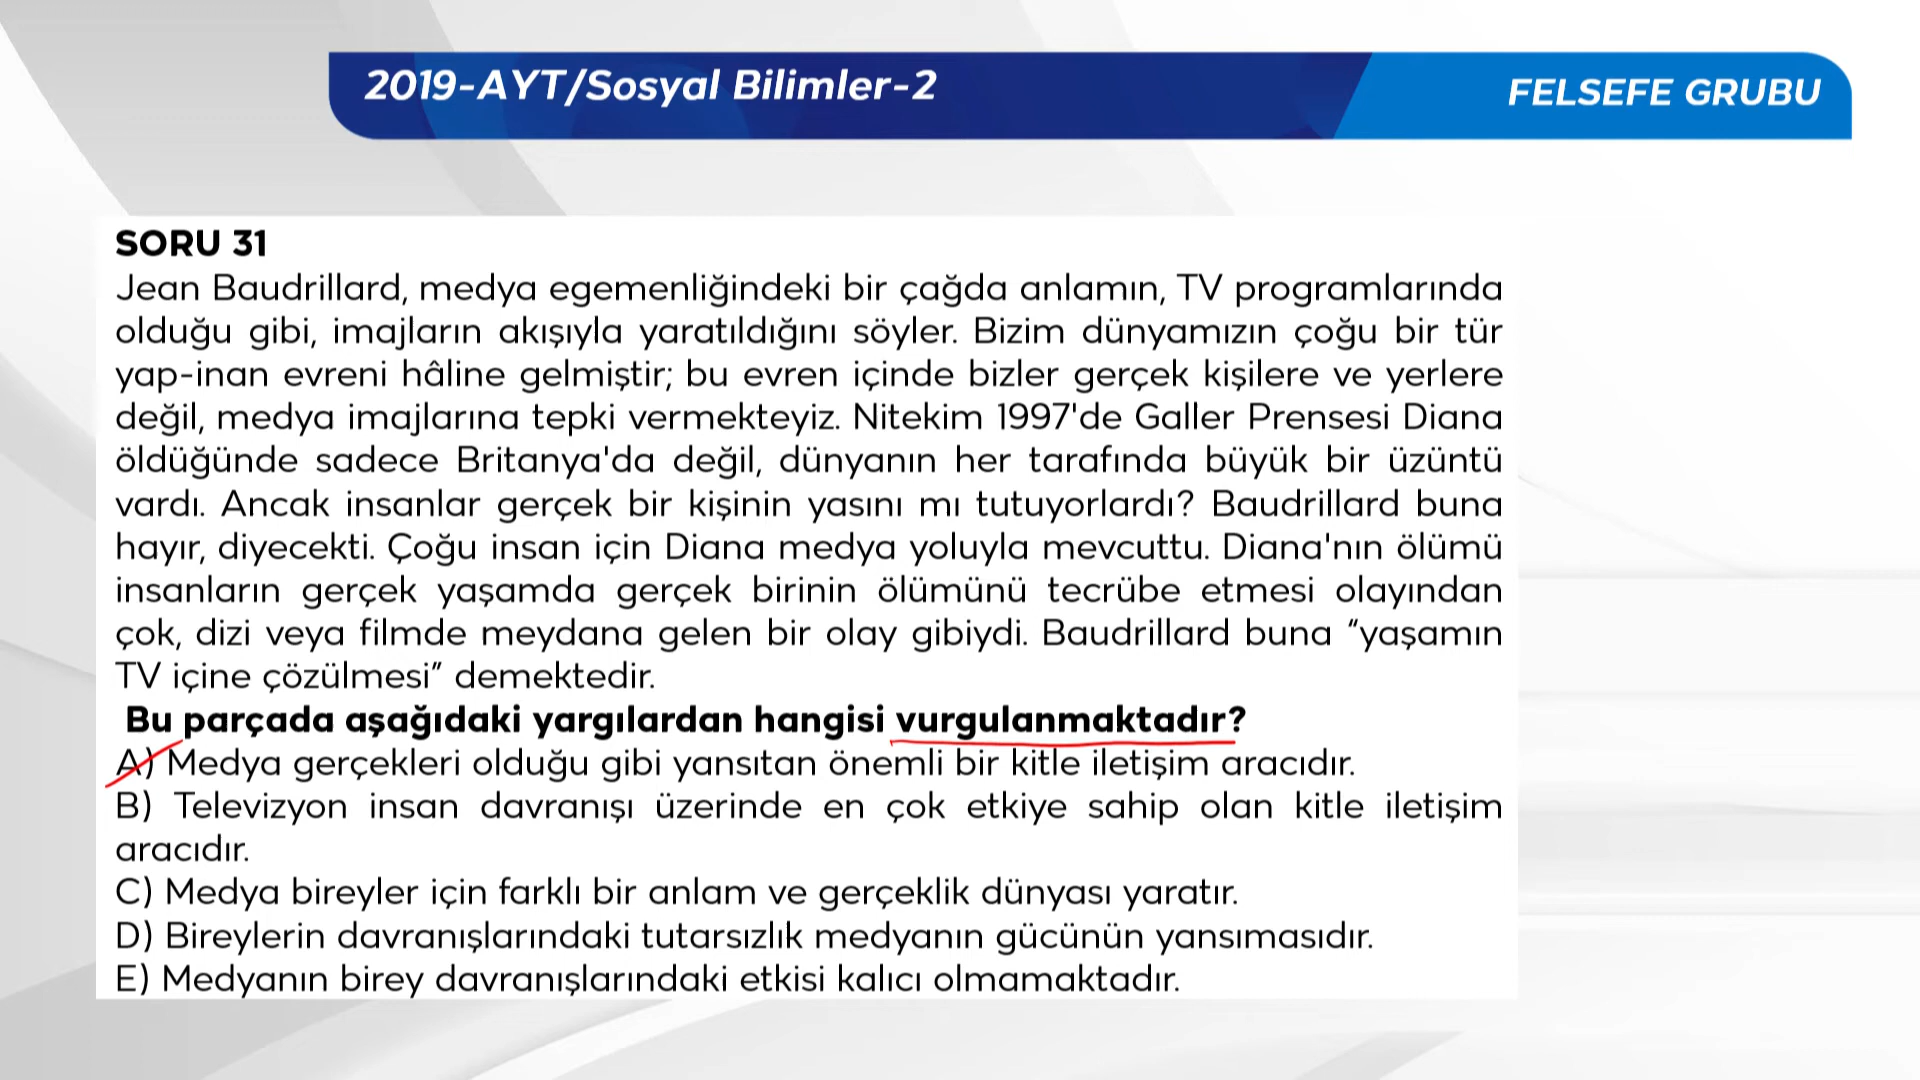 2019-AYT/Sosyal Bilimler-2
FELSEFE GRUBU
SORU 31
Jean Baudrillard, medya egemenliğindeki bir çağda anlamın, TV programlarında
olduğu gibi, imajların akışıyla yaratıldığını söyler. Bizim dünyamızın çoğu bir tür
yap-inan evreni hâline gelmiştir; bu evren içinde bizler gerçek kişilere ve yerlere
değil, medya imajlarına tepki vermekteyiz. Nitekim 1997'de Galler Prensesi Diana
öldüğünde sadece Britanya'da değil, dünyanın her tarafında büyük bir üzüntü
vardı. Ancak insanlar gerçek bir kişinin yasını mı tutuyorlardı? Baudrillard buna
hayır, diyecekti. Çoğu insan için Diana medya yoluyla mevcuttu. Diana'nın ölümü
insanların gerçek yaşamda gerçek birinin ölümünü tecrübe etmesi olayından
çok, dizi veya filmde meydana gelen bir olay gibiydi. Baudrillard buna “yaşamın
TV içine çözülmesi” demektedir.
Bu parçada aşağıdaki yargılardan hangisi vurgulanmaktadır?
A) Medya gerçekleri olduğu gibi yansıtan önemli bir kitle iletişim aracıdır.
B) Televizyon insan davranışı üzerinde en çok etkiye sahip olan kitle iletişim
aracıdır.
C) Medya bireyler için farklı bir anlam ve gerçeklik dünyası yaratır.
D) Bireylerin davranışlarındaki tutarsızlık medyanın gücünün yansımasıdır.
E) Medyanın birey davranışlarındaki etkisi kalıcı olmamaktadır.